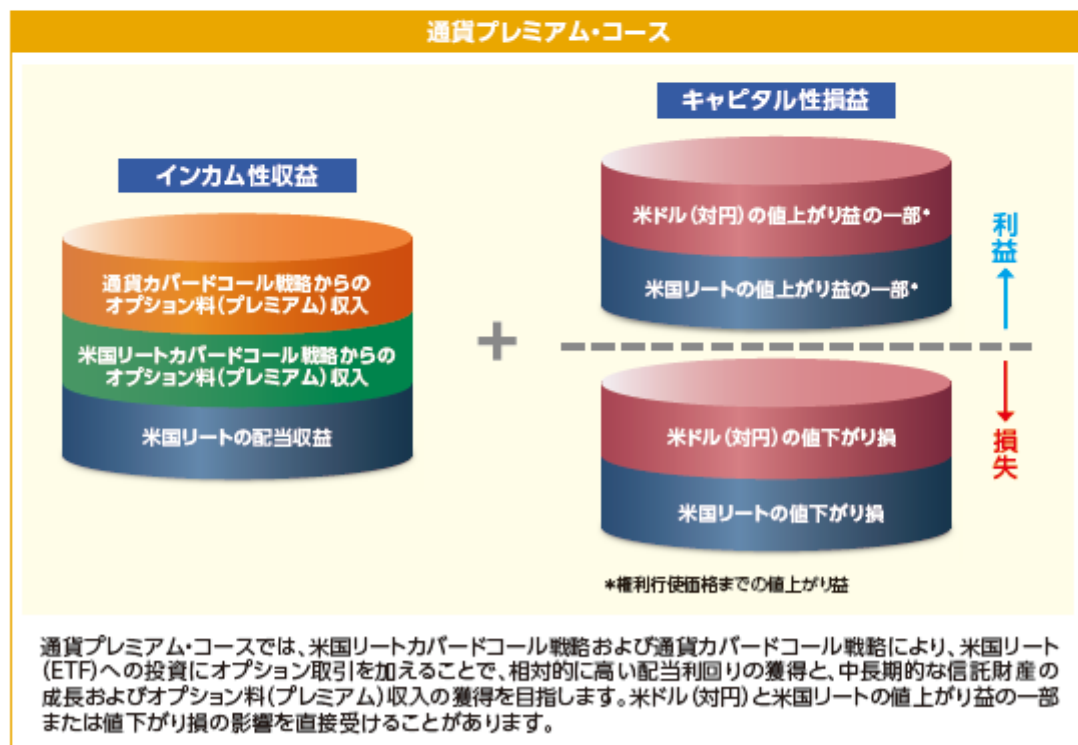 通貨プレミアム・コース
インカム性収益
通貨カバードコール戦略からの
オプション料(プレミアム)収入
米国リートカバードコール戦略からの
オプション料(プレミアム)収入
米国リートの配当収益
+
キャピタル性損益
米ドル(対円)の値上がり益の一部*
米国リートの値上がり益の一部*
利益
米ドル(対円)の値下がり損
米国リートの値下がり損
損失
*権利行使価格までの値上がり益
通貨プレミアム・コースでは、米国リートカバードコール戦略および通貨カバードコール戦略により、米国リート
(ETF)への投資にオプション取引を加えることで、相対的に高い配当利回りの獲得と、中長期的な信託財産の
成長およびオプション料(プレミアム)収入の獲得を目指します。米ドル(対円)と米国リートの値上がり益の一部
または値下がり損の影響を直接受けることがあります。